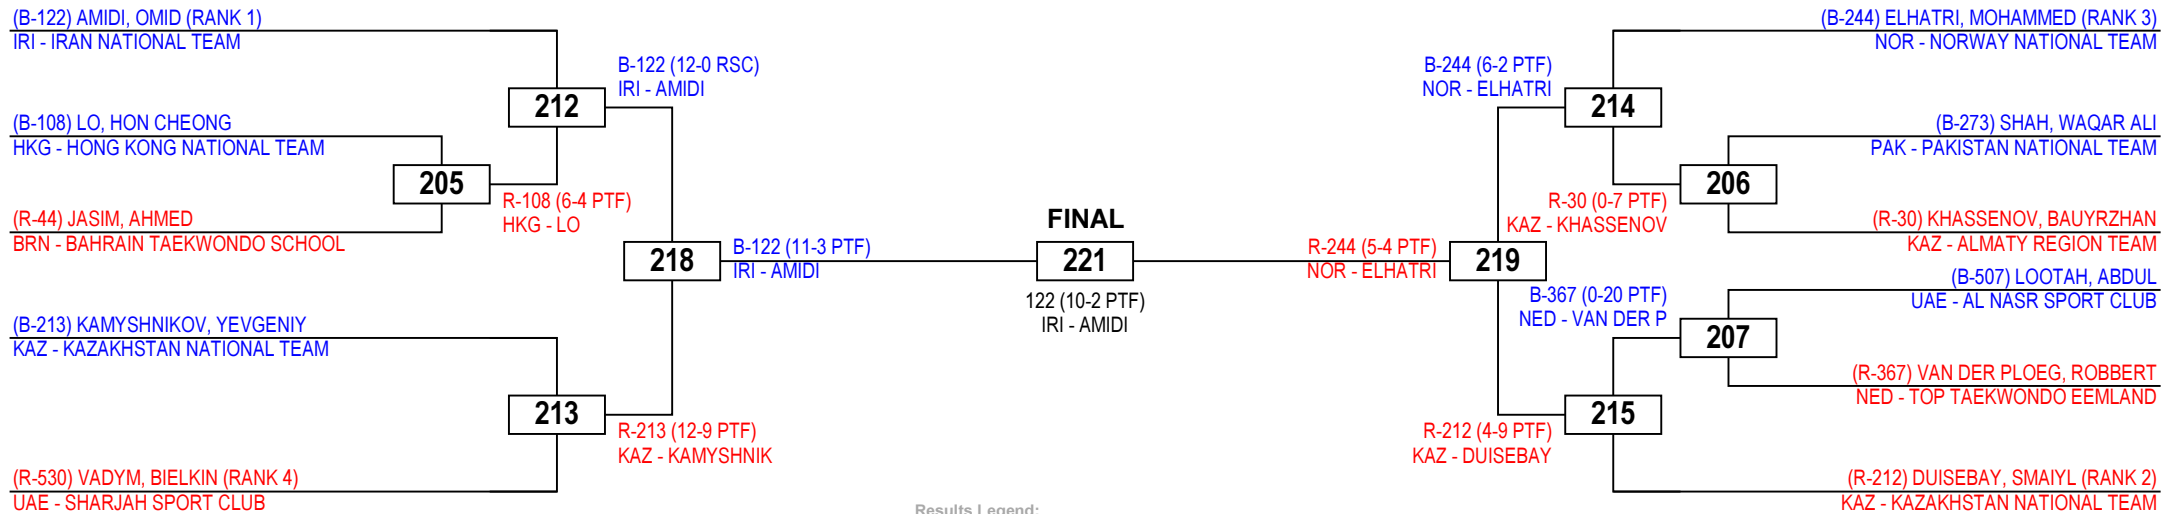 (B-122) AMIDI, OMID (RANK 1)
IRI - IRAN NATIONAL TEAM
B-122 (12-0 RSC)
IRI - AMIDI
212
(B-108) LO, HON CHEONG
HKG - HONG KONG NATIONAL TEAM
205
R-108 (6-4 PTF)
HKG - LO
(R-44) JASIM, AHMED
BRN - BAHRAIN TAEKWONDO SCHOOL
218
B-122 (11-3 PTF)
IRI - AMIDI
(B-213) KAMYSHNIKOV, YEVGENIY
KAZ - KAZAKHSTAN NATIONAL TEAM
213
R-213 (12-9 PTF)
KAZ - KAMYSHNIK
(R-530) VADYM, BIELKIN (RANK 4)
UAE - SHARJAH SPORT CLUB
FINAL
221
122 (10-2 PTF)
IRI - AMIDI
(B-244) ELHATRI, MOHAMMED (RANK 3)
NOR - NORWAY NATIONAL TEAM
B-244 (6-2 PTF)
NOR - ELHATRI
214
(B-273) SHAH, WAQAR ALI
PAK - PAKISTAN NATIONAL TEAM
206
R-30 (0-7 PTF)
KAZ - KHASSENOV
(R-30) KHASSENOV, BAUYRZHAN
KAZ - ALMATY REGION TEAM
R-244 (5-4 PTF)
NOR - ELHATRI
219
(B-507) LOOTAH, ABDUL
UAE - AL NASR SPORT CLUB
B-367 (0-20 PTF)
NED - VAN DER P
207
(R-367) VAN DER PLOEG, ROBBERT
NED - TOP TAEKWONDO EEMLAND
215
R-212 (4-9 PTF)
KAZ - DUISEBAY
(R-212) DUISEBAY, SMAIYL (RANK 2)
KAZ - KAZAKHSTAN NATIONAL TEAM
Results Legend: